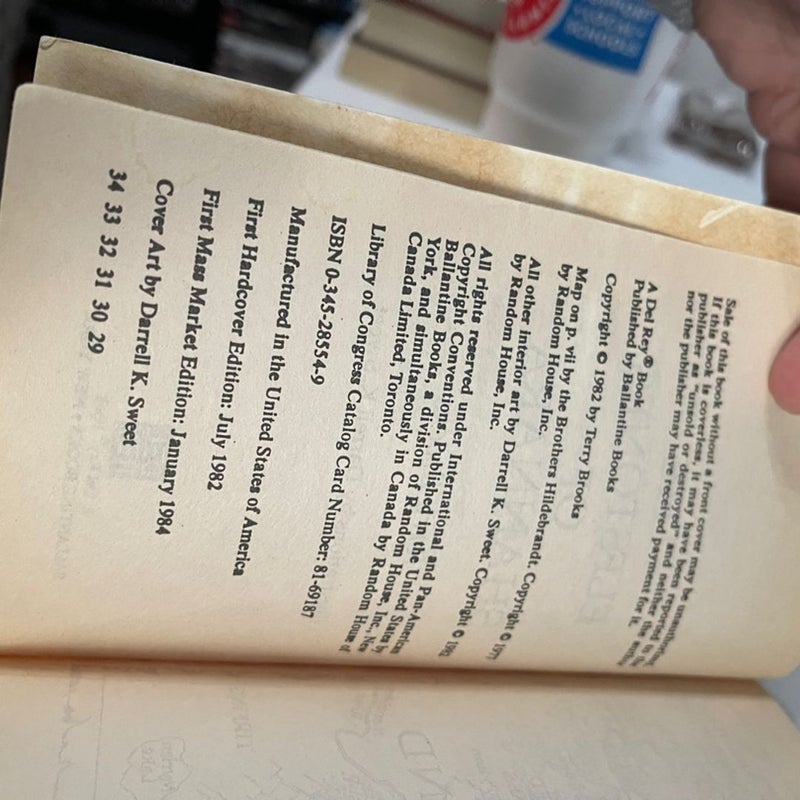 Sale of this book without a front cover may be
If this book is coverless, it may have been reported to the
publisher as "unsold or destroyed" and neither the
nor the publisher may have received payment for it.
A Del Rey® Book
Published by Ballantine Books
Copyright © 1982 by Terry Brooks
Map on p. vii by the Brothers Hildebrandt. Copyright ©
by Random House, Inc.
All other interior art by Darrell K. Sweet. Copyright ©
by Random House, Inc.
All rights reserved under International and Pan-American
Copyright Conventions. Published in the United States by
Ballantine Books, a division of Random House, Inc., New
York, and simultaneously in Canada by Random House of
Canada Limited, Toronto.
Library of Congress Catalog Card Number: 81-69187
ISBN 0-345-28554-9
Manufactured in the United States of America
First Hardcover Edition: July 1982
First Mass Market Edition: January 1984
Cover Art by Darrell K. Sweet
34 33 32 31 30 29